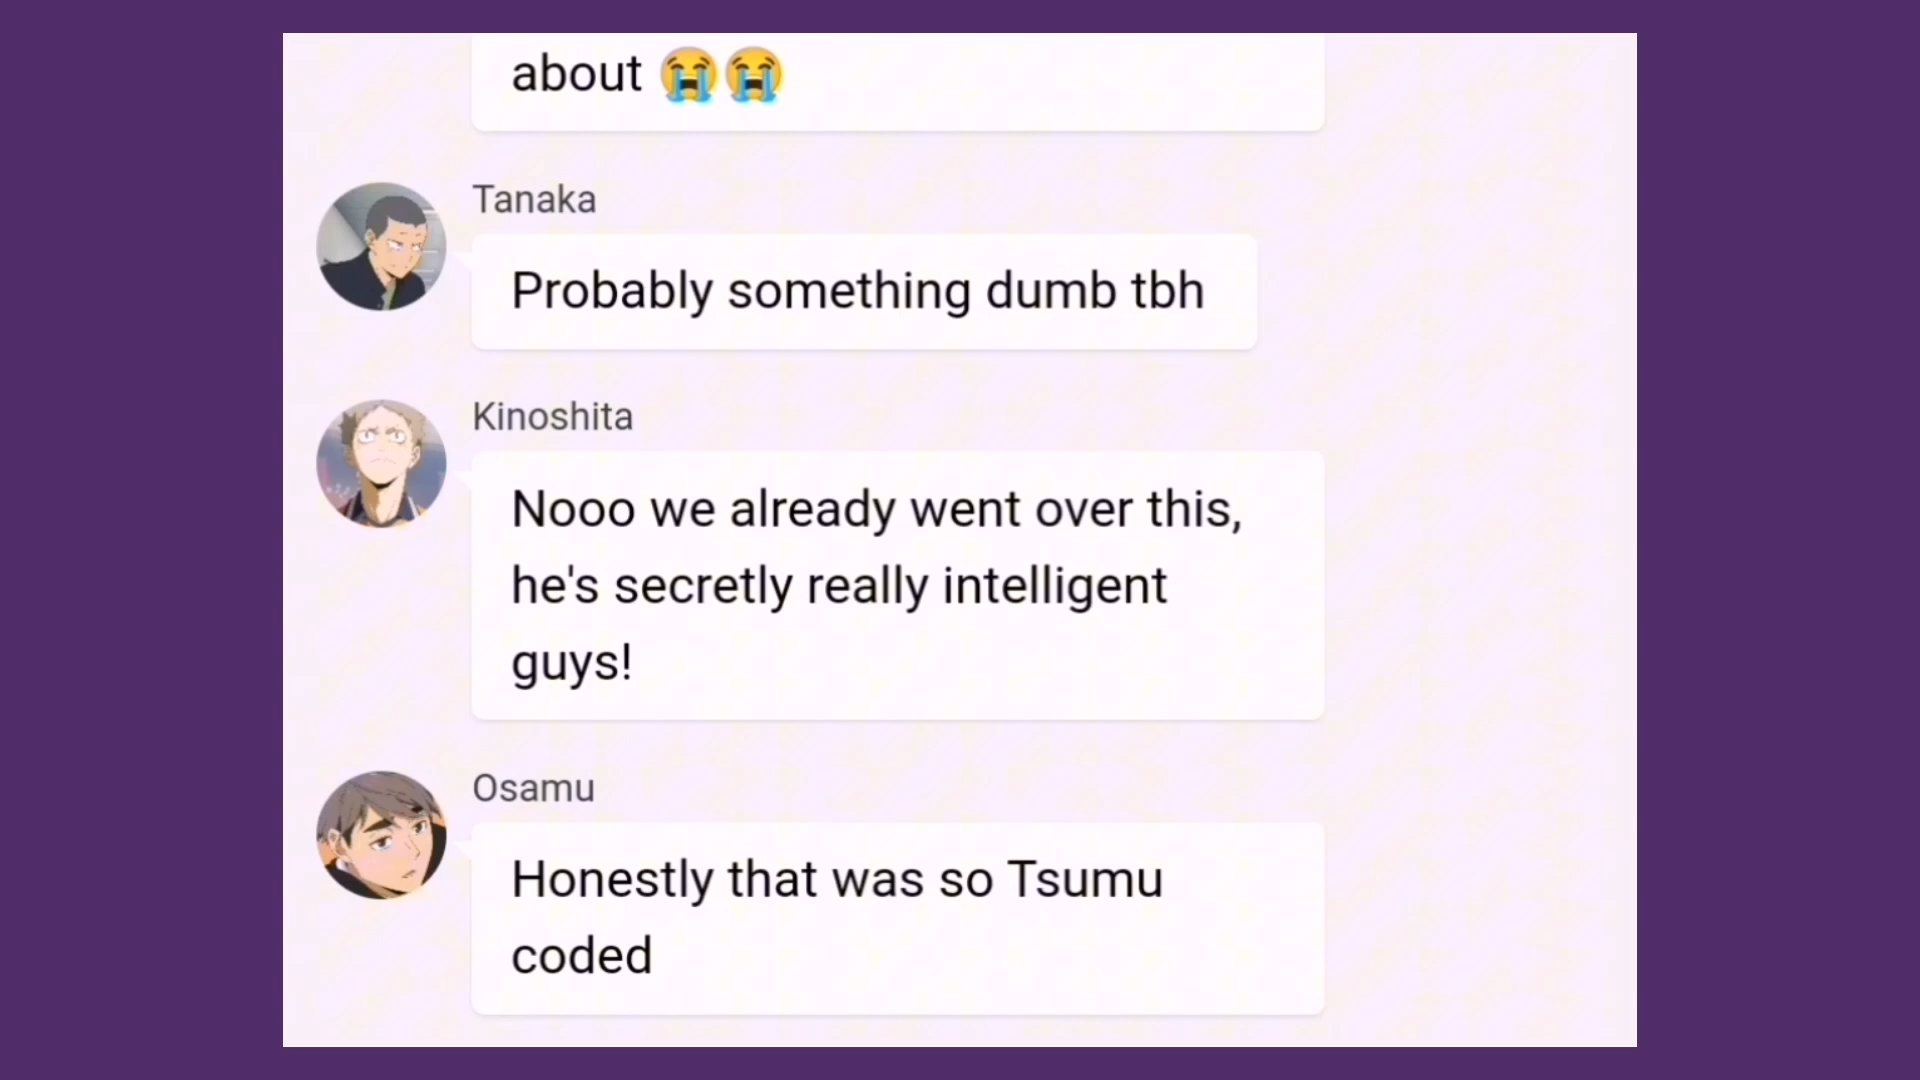 about 😭😭
Tanaka
Probably something dumb tbh
Kinoshita
Nooo we already went over this,
he's secretly really intelligent
guys!
Osamu
Honestly that was so Tsumu
coded